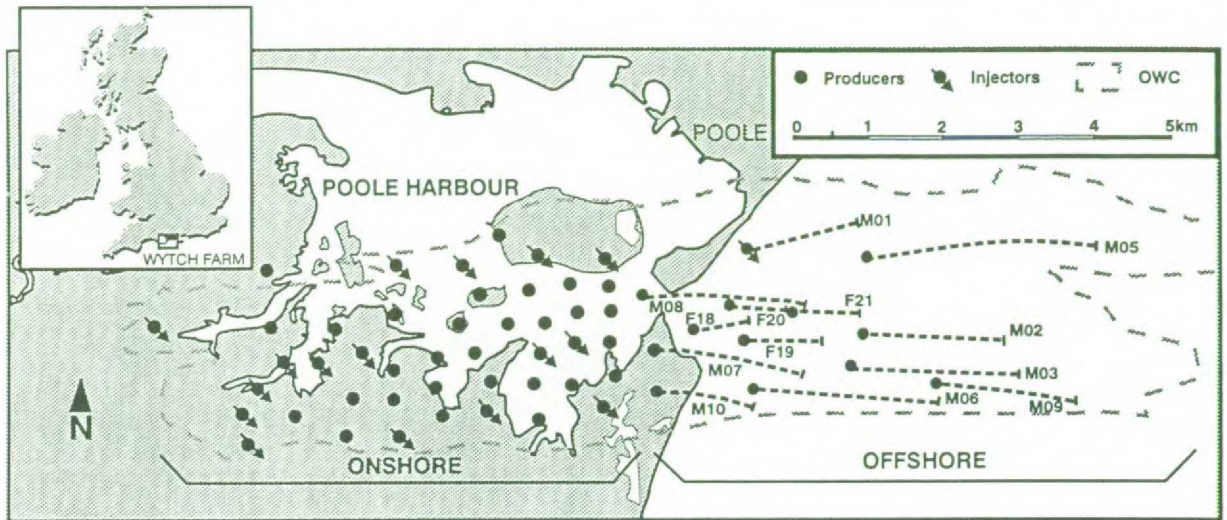 WYTCH FARM
Producers
Injectors
OWC
0 1 2 3 4 5km
POOLE
POOLE HARBOUR
M01
M05
M08
F21
F18
F20
M02
F19
M07
M03
M06
M09
M10
N
ONSHORE
OFFSHORE